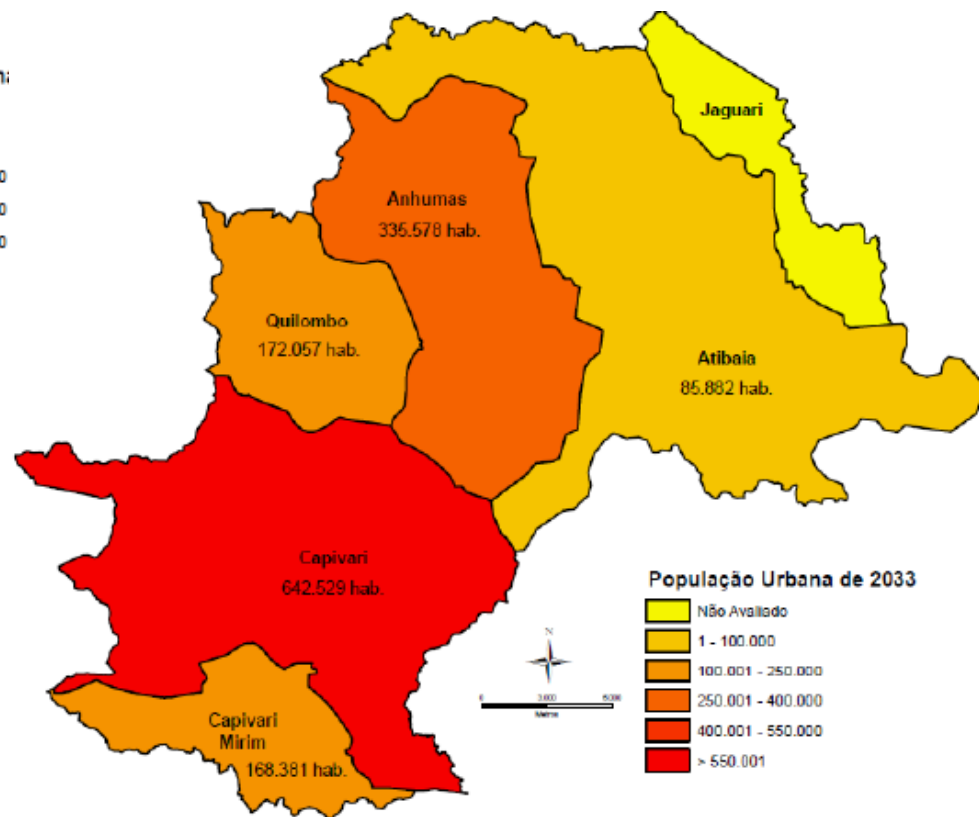 Jaguari
Anhumas
335.578 hab.
Quilombo
172.057 hab.
Atibaia
85.882 hab.
Capivari
642.529 hab.
Capivari
Mirim
168.381 hab.
População Urbana de 2033
Não Avaliado
1 - 100.000
100.001 - 250.000
250.001 - 400.000
400.001 - 550.000
> 550.001
N
0
Metros